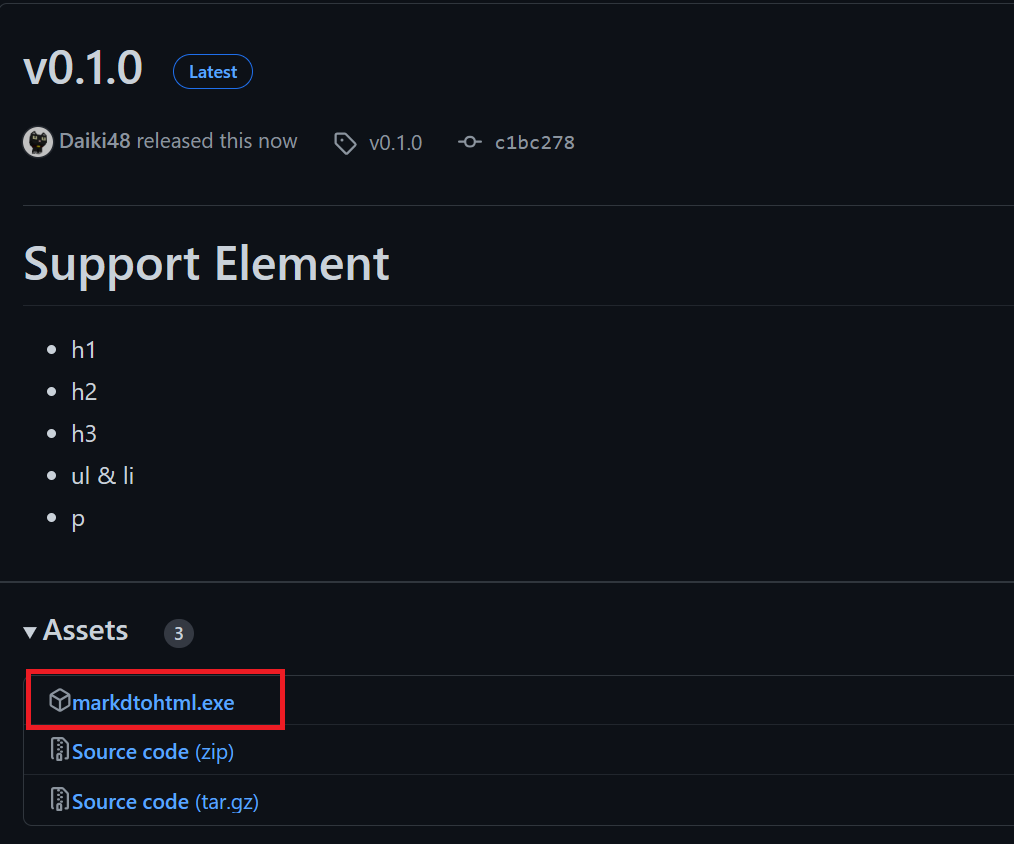 v0.1.0 Latest
Daiki48 released this now v0.1.0 c1bc278
Support Element
h1
h2
h3
ul & li
p
Assets 3
markdtohtml.exe
Source code (zip)
Source code (tar.gz)